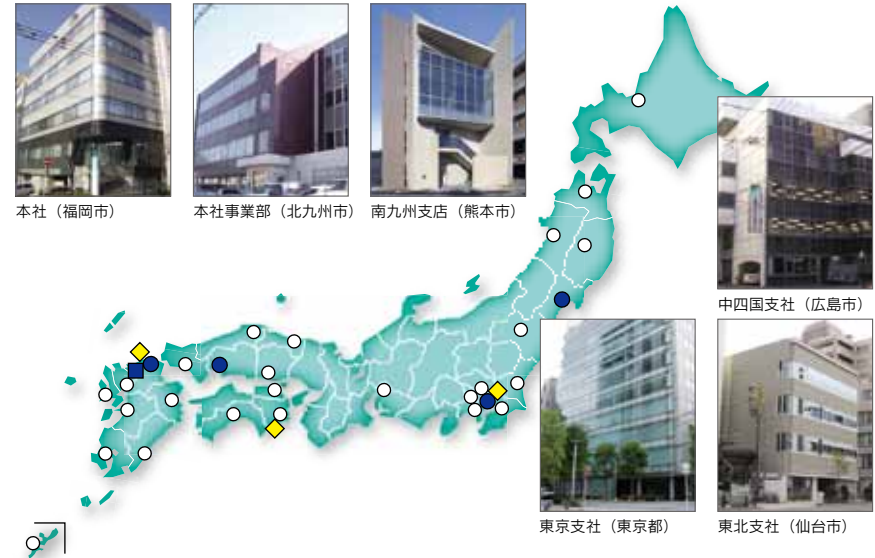 本社（福岡市）
本社事業部（北九州市）
南九州支店（熊本市）
中四国支社（広島市）
東京支社（東京都）
東北支社（仙台市）